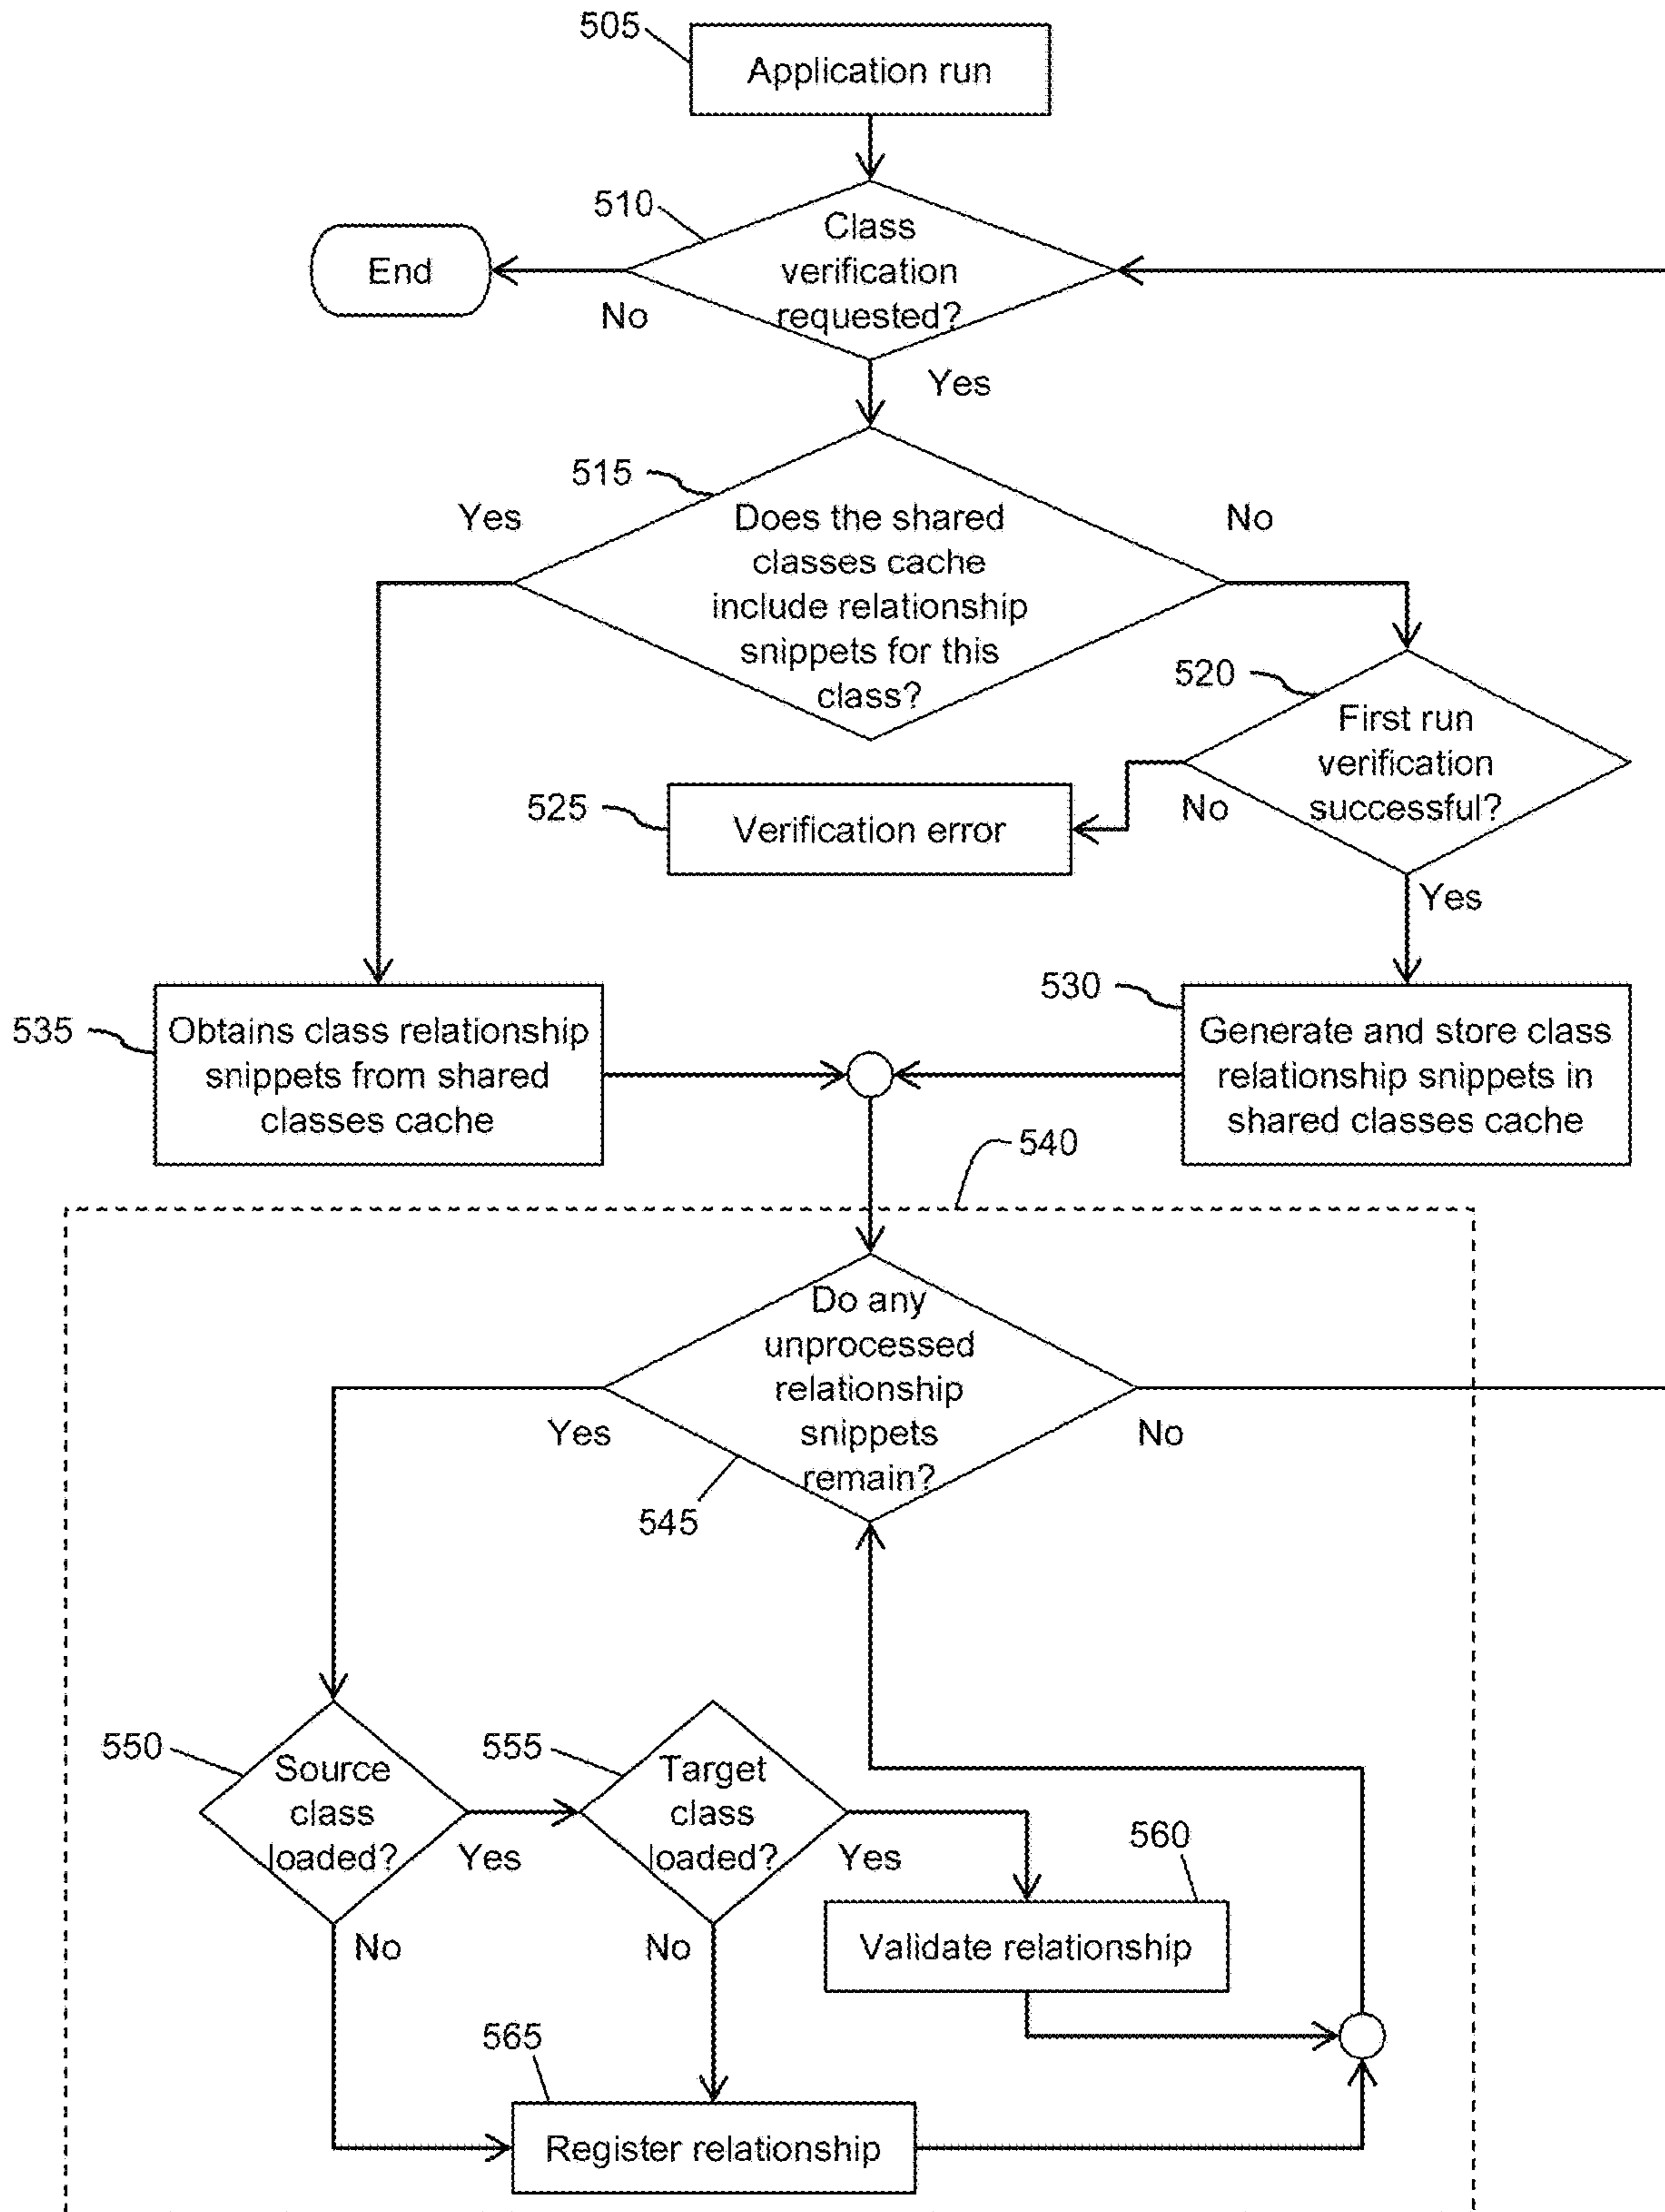 505
Application run
510
Class
verification
requested?
End
No
Yes
515
Yes
Does the shared
classes cache
include relationship
snippets for this
class?
No
520
First run
verification
successful?
525
Verification error
No
Yes
530
535
Obtains class relationship
snippets from shared
classes cache
Generate and store class
relationship snippets in
shared classes cache
540
Do any
unprocessed
relationship
snippets
remain?
Yes
No
545
550
Source
class
loaded?
Yes
No
555
Target
class
loaded?
Yes
No
560
Validate relationship
565
Register relationship